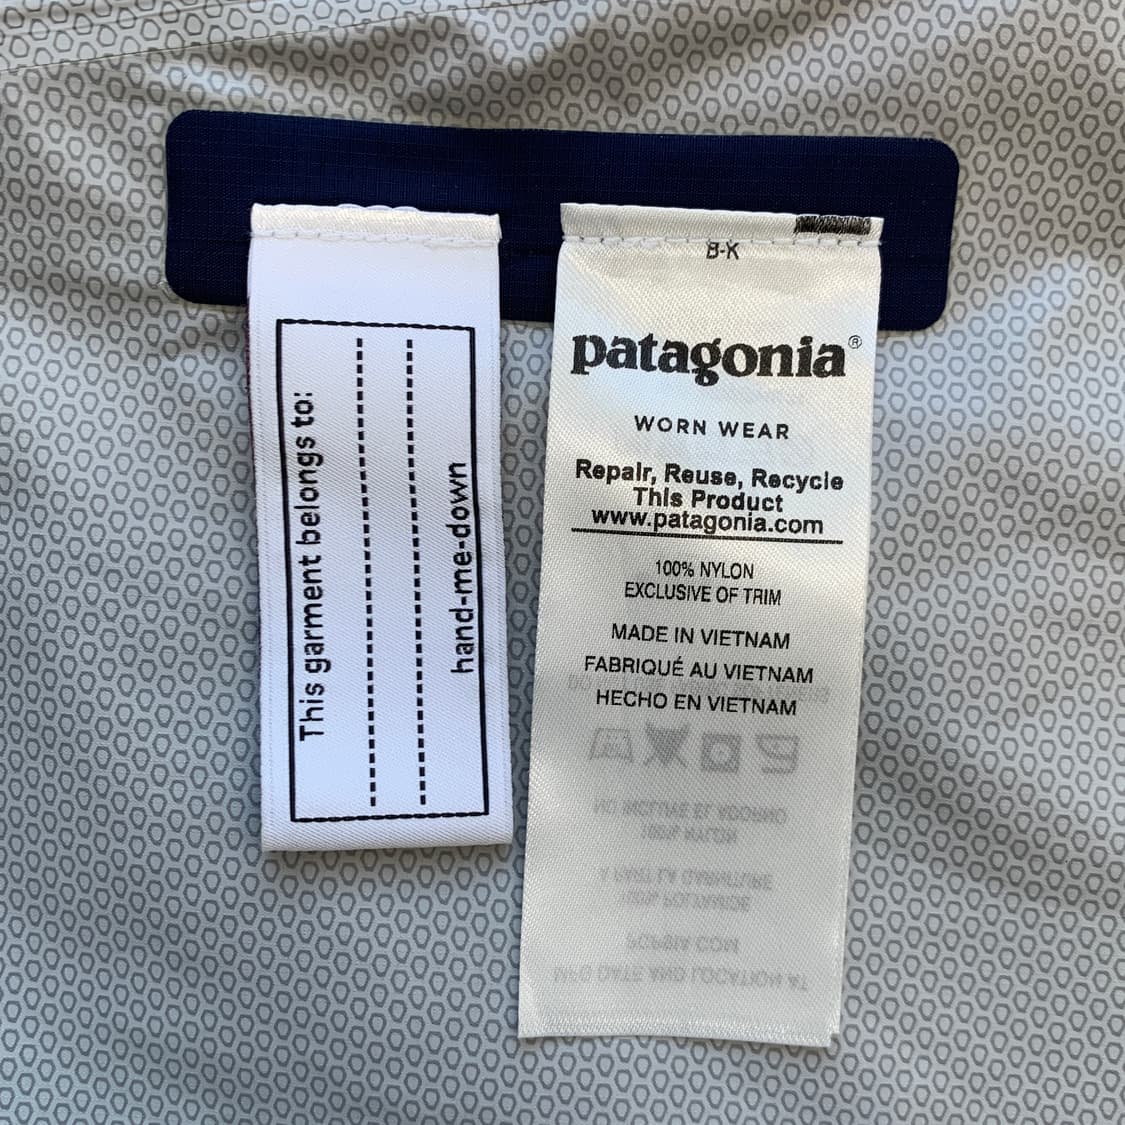 This garment belongs to:
hand-me-down
B-X
patagonia®
WORN WEAR
Repair, Reuse, Recycle
This Product
www.patagonia.com
100% NYLON
EXCLUSIVE OF TRIM
MADE IN VIETNAM
FABRIQUÉ AU VIETNAM
HECHO EN VIETNAM